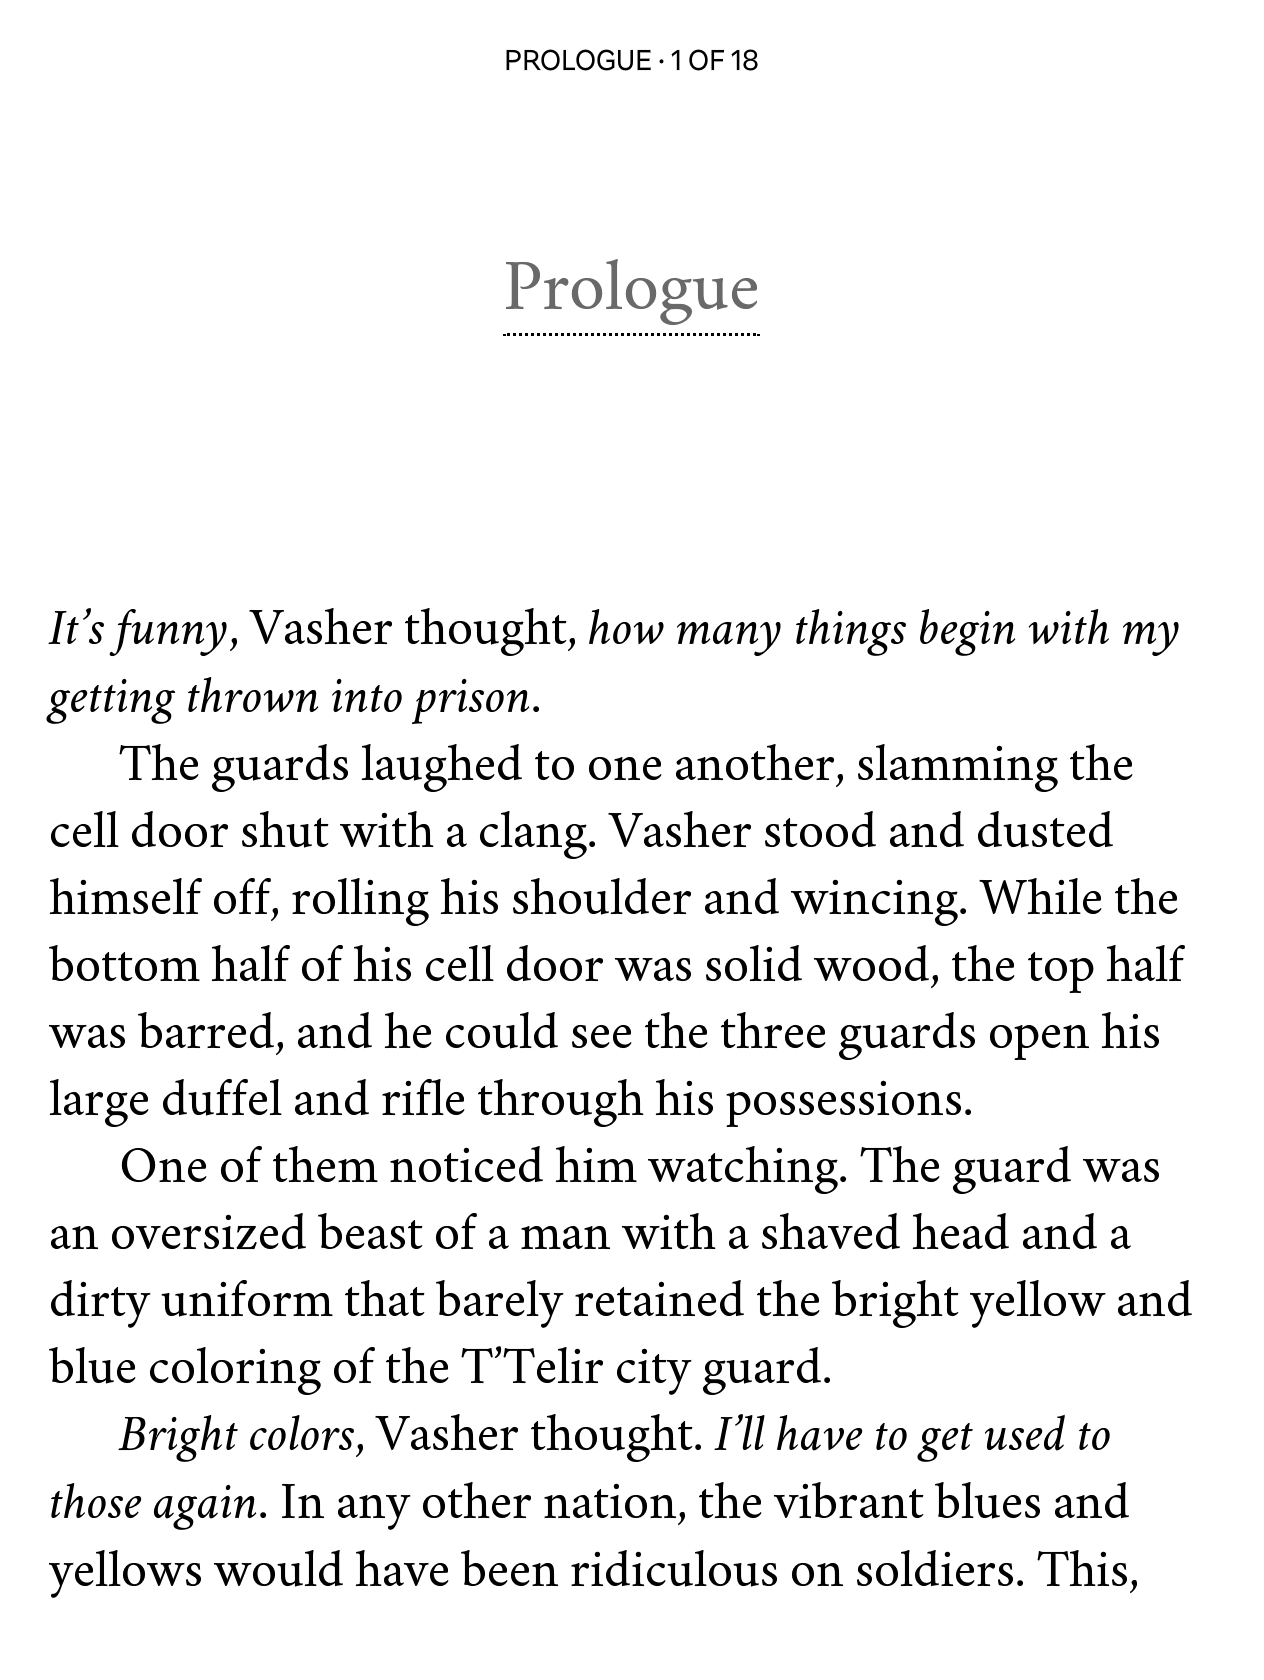 PROLOGUE · 1 OF 18
Prologue
It’s funny, Vasher thought, how many things begin with my
getting thrown into prison.
The guards laughed to one another, slamming the
cell door shut with a clang. Vasher stood and dusted
himself off, rolling his shoulder and wincing. While the
bottom half of his cell door was solid wood, the top half
was barred, and he could see the three guards open his
large duffel and rifle through his possessions.
One of them noticed him watching. The guard was
an oversized beast of a man with a shaved head and a
dirty uniform that barely retained the bright yellow and
blue coloring of the T’Telir city guard.
Bright colors, Vasher thought. I’ll have to get used to
those again. In any other nation, the vibrant blues and
yellows would have been ridiculous on soldiers. This,